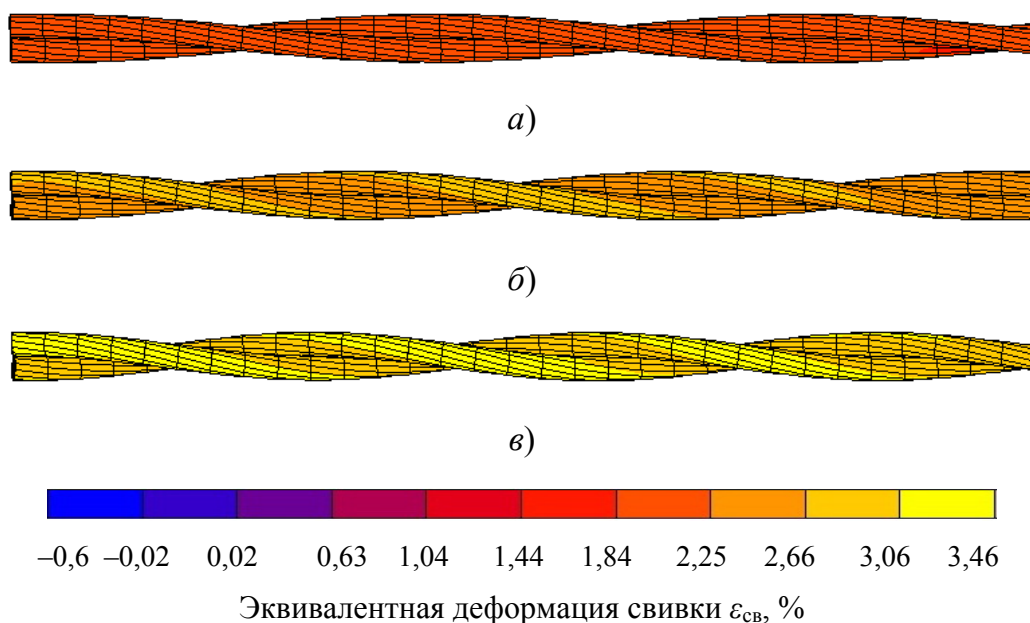 а)
б)
в)
–0,6 –0,02 0,02 0,63 1,04 1,44 1,84 2,25 2,66 3,06 3,46
Эквивалентная деформация свивки εсв, %